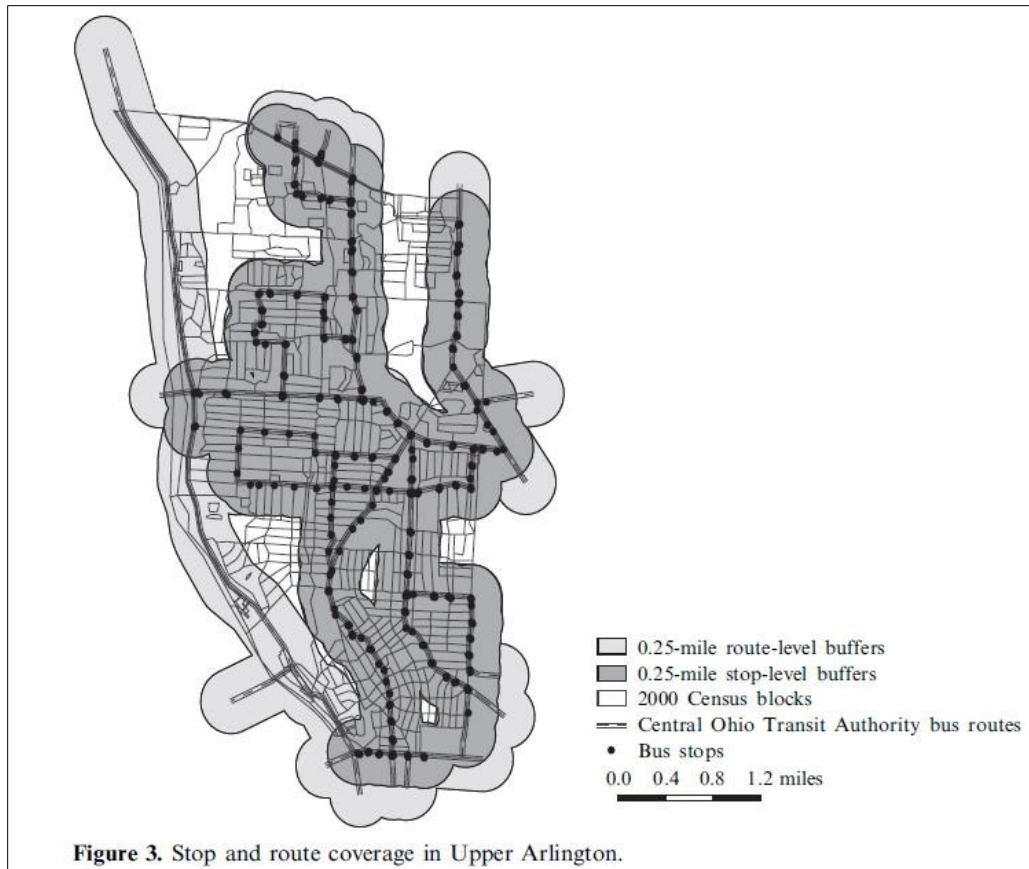 0.25-mile route-level buffers
0.25-mile stop-level buffers
2000 Census blocks
Central Ohio Transit Authority bus routes
Bus stops
0.0 0.4 0.8 1.2 miles
Figure 3. Stop and route coverage in Upper Arlington.